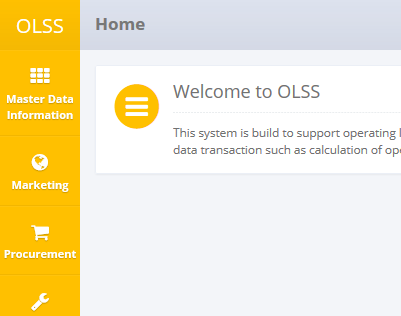 OLSS
Home
Master Data
Information
Marketing
Procurement
Welcome to OLSS
This system is build to support operating
data transaction such as calculation of